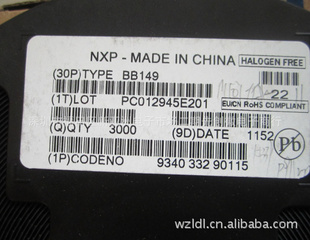 NXP - MADE IN CHINA
HALOGEN FREE
(30P)TYPE BB149
22
(1T)LOT PC012945E201
EU/CN RoHS COMPLIANT
(Q)QTY 3000
(9D)DATE 1152
Pb
(1P)CODENO 9340 332 90115
wzldl.cn.alibaba.com